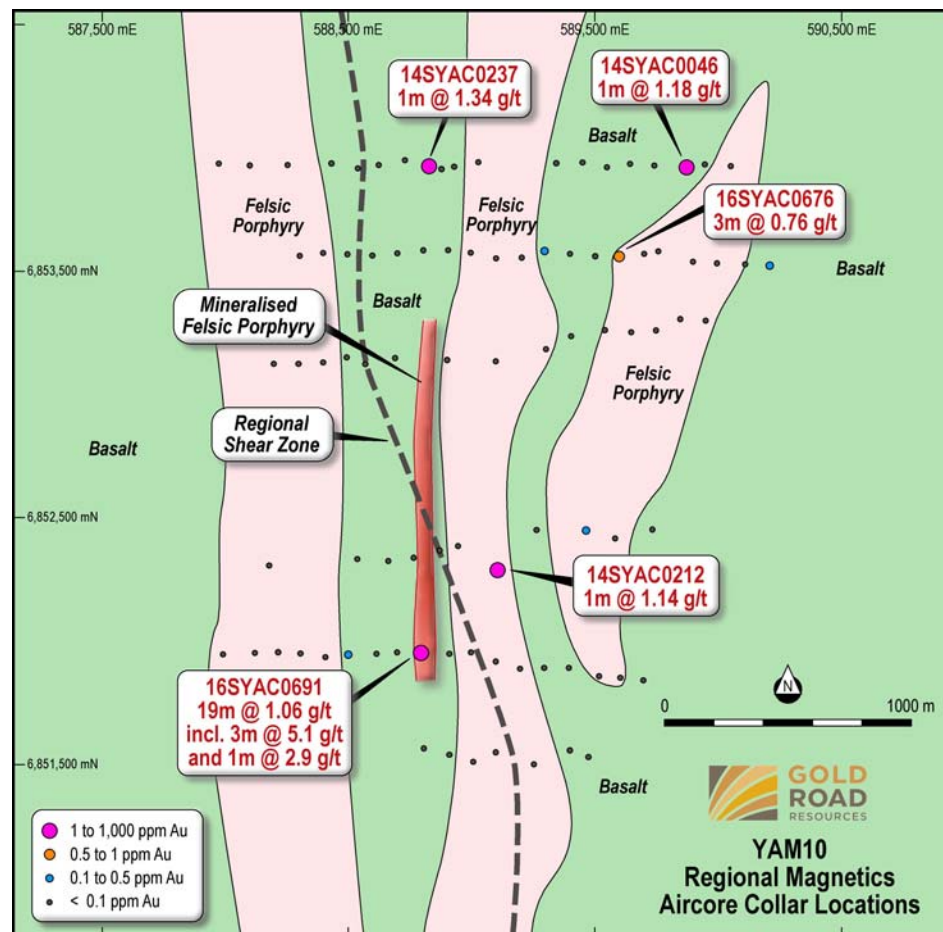 587,500 mE
588,500 mE
589,500 mE
590,500 mE
14SYAC0237
1m @ 1.34 g/t
14SYAC0046
1m @ 1.18 g/t
Basalt
Felsic
Porphyry
Felsic
Porphyry
16SYAC0676
3m @ 0.76 g/t
6,853,500 mN
Basalt
Basalt
Mineralised
Felsic Porphyry
Felsic
Porphyry
Regional
Shear Zone
Basalt
6,852,500 mN
14SYAC0212
1m @ 1.14 g/t
16SYAC0691
19m @ 1.06 g/t
incl. 3m @ 5.1 g/t
and 1m @ 2.9 g/t
N
0
1000 m
6,851,500 mN
Basalt
GOLD
ROAD
RESOURCES
1 to 1,000 ppm Au
0.5 to 1 ppm Au
0.1 to 0.5 ppm Au
< 0.1 ppm Au
YAM10
Regional Magnetics
Aircore Collar Locations